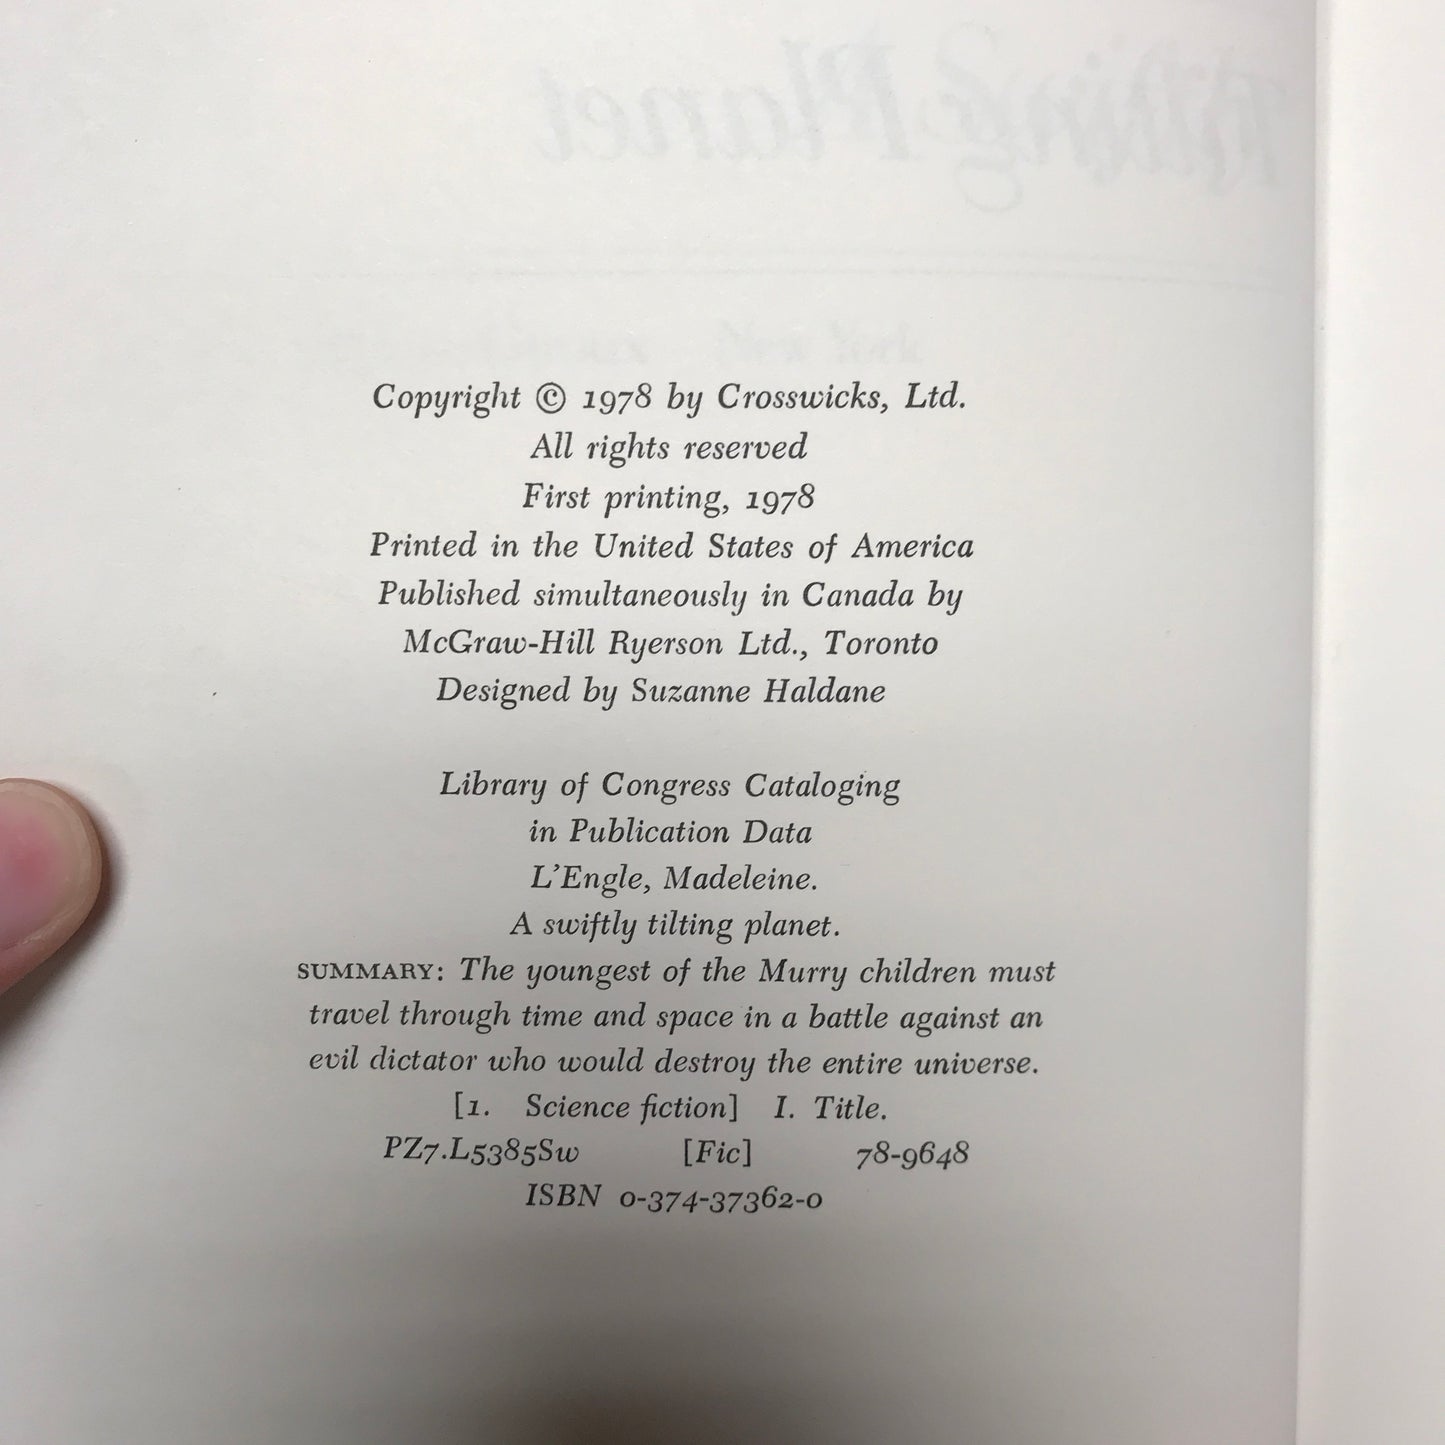 Copyright © 1978 by Crosswicks, Ltd.
All rights reserved
First printing, 1978
Printed in the United States of America
Published simultaneously in Canada by
McGraw-Hill Ryerson Ltd., Toronto
Designed by Suzanne Haldane
Library of Congress Cataloging
in Publication Data
L'Engle, Madeleine.
A swiftly tilting planet.
SUMMARY: The youngest of the Murry children must
travel through time and space in a battle against an
evil dictator who would destroy the entire universe.
[1. Science fiction] I. Title.
PZ7.L5385Sw [Fic] 78-9648
ISBN 0-374-37362-0